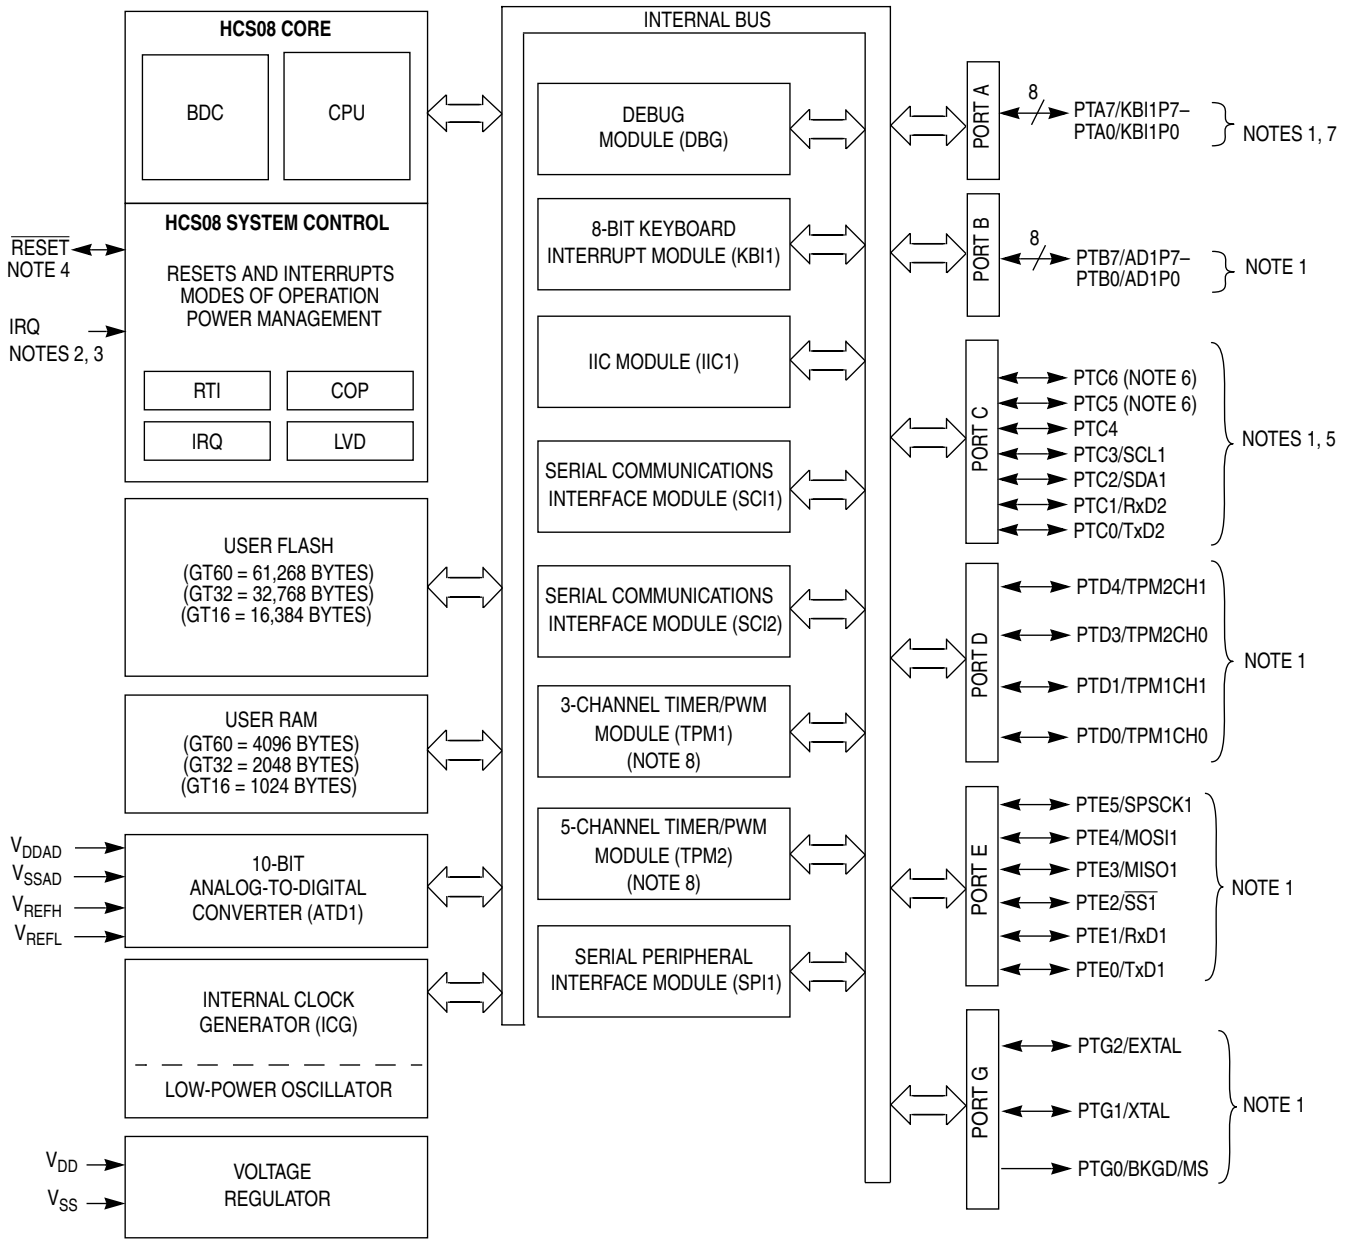 HCS08 CORE
BDC
CPU
HCS08 SYSTEM CONTROL
RESETS AND INTERRUPTS
MODES OF OPERATION
POWER MANAGEMENT
RTI
COP
IRQ
LVD
RESET
NOTE 4
IRQ
NOTES 2, 3
USER FLASH
(GT60 = 61,268 BYTES)
(GT32 = 32,768 BYTES)
(GT16 = 16,384 BYTES)
USER RAM
(GT60 = 4096 BYTES)
(GT32 = 2048 BYTES)
(GT16 = 1024 BYTES)
VDDAD
VSSAD
VREFH
VREFL
10-BIT
ANALOG-TO-DIGITAL
CONVERTER (ATD1)
INTERNAL CLOCK
GENERATOR (ICG)
LOW-POWER OSCILLATOR
VDD
VSS
VOLTAGE
REGULATOR
INTERNAL BUS
DEBUG
MODULE (DBG)
8-BIT KEYBOARD
INTERRUPT MODULE (KBI1)
IIC MODULE (IIC1)
SERIAL COMMUNICATIONS
INTERFACE MODULE (SCI1)
SERIAL COMMUNICATIONS
INTERFACE MODULE (SCI2)
3-CHANNEL TIMER/PWM
MODULE (TPM1)
(NOTE 8)
5-CHANNEL TIMER/PWM
MODULE (TPM2)
(NOTE 8)
SERIAL PERIPHERAL
INTERFACE MODULE (SPI1)
PORT A
8
PTA7/KBI1P7–
PTA0/KBI1P0
NOTES 1, 7
PORT B
8
PTB7/AD1P7–
PTB0/AD1P0
NOTE 1
PORT C
PTC6 (NOTE 6)
PTC5 (NOTE 6)
PTC4
PTC3/SCL1
PTC2/SDA1
PTC1/RxD2
PTC0/TxD2
NOTES 1, 5
PORT D
PTD4/TPM2CH1
PTD3/TPM2CH0
PTD1/TPM1CH1
PTD0/TPM1CH0
NOTE 1
PORT E
PTE5/SPSCK1
PTE4/MOSI1
PTE3/MISO1
PTE2/SS1
PTE1/RxD1
PTE0/TxD1
NOTE 1
PORT G
PTG2/EXTAL
PTG1/XTAL
PTG0/BKGD/MS
NOTE 1